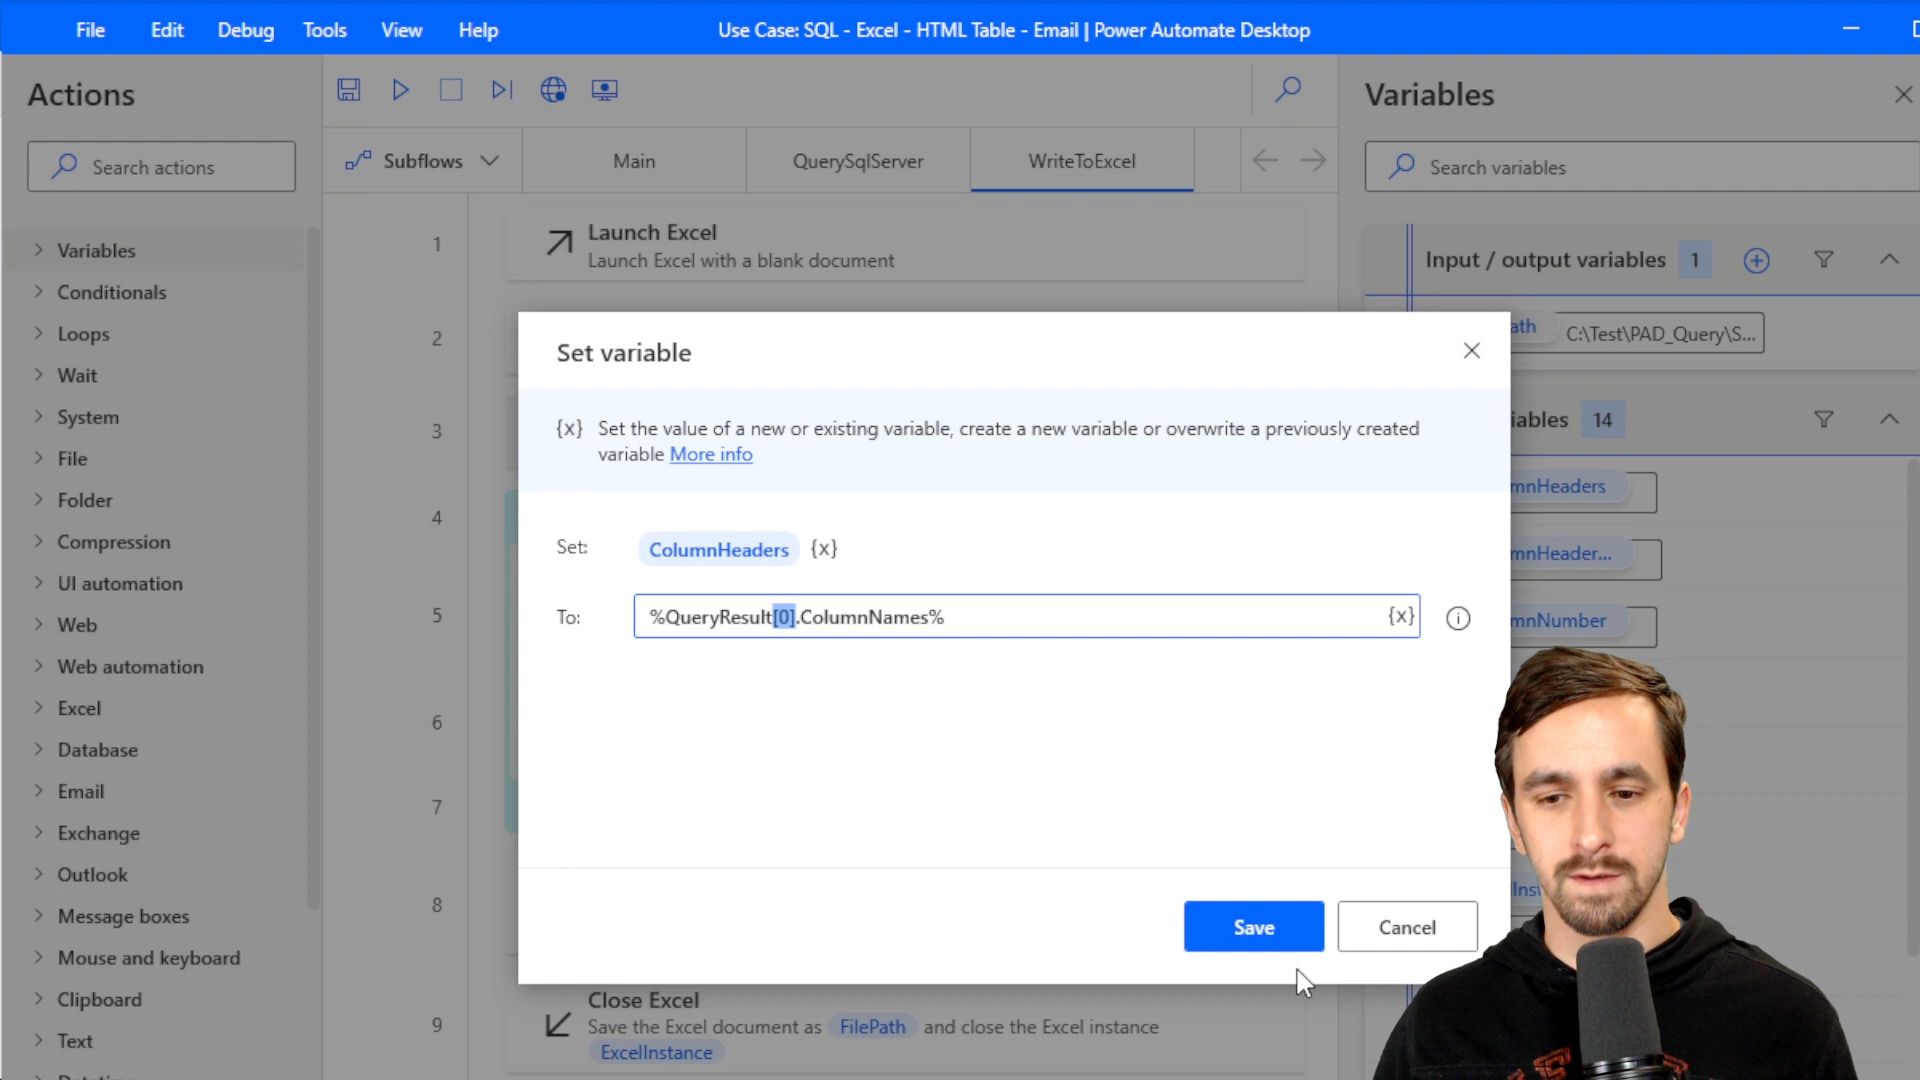 File Edit Debug Tools View Help Use Case: SQL - Excel - HTML Table - Email | Power Automate Desktop
Actions
Search actions
Variables
Conditionals
Loops
Wait
System
File
Folder
Compression
UI automation
Web
Web automation
Excel
Database
Email
Exchange
Outlook
Message boxes
Mouse and keyboard
Clipboard
Text
Subflows Main QuerySqlServer WriteToExcel
1
Launch Excel
Launch Excel with a blank document
2
3
4
5
6
7
8
9
Set variable
{x} Set the value of a new or existing variable, create a new variable or overwrite a previously created
variable More info
Set: ColumnHeaders {x}
To: %QueryResult[0].ColumnNames% {x}
Save Cancel
Close Excel
Save the Excel document as FilePath and close the Excel instance
ExcelInstance
Variables
Search variables
Input / output variables 1
ath C:\Test\PAD_Query\S...
iables 14
mnHeaders
mnHeader...
mnNumber